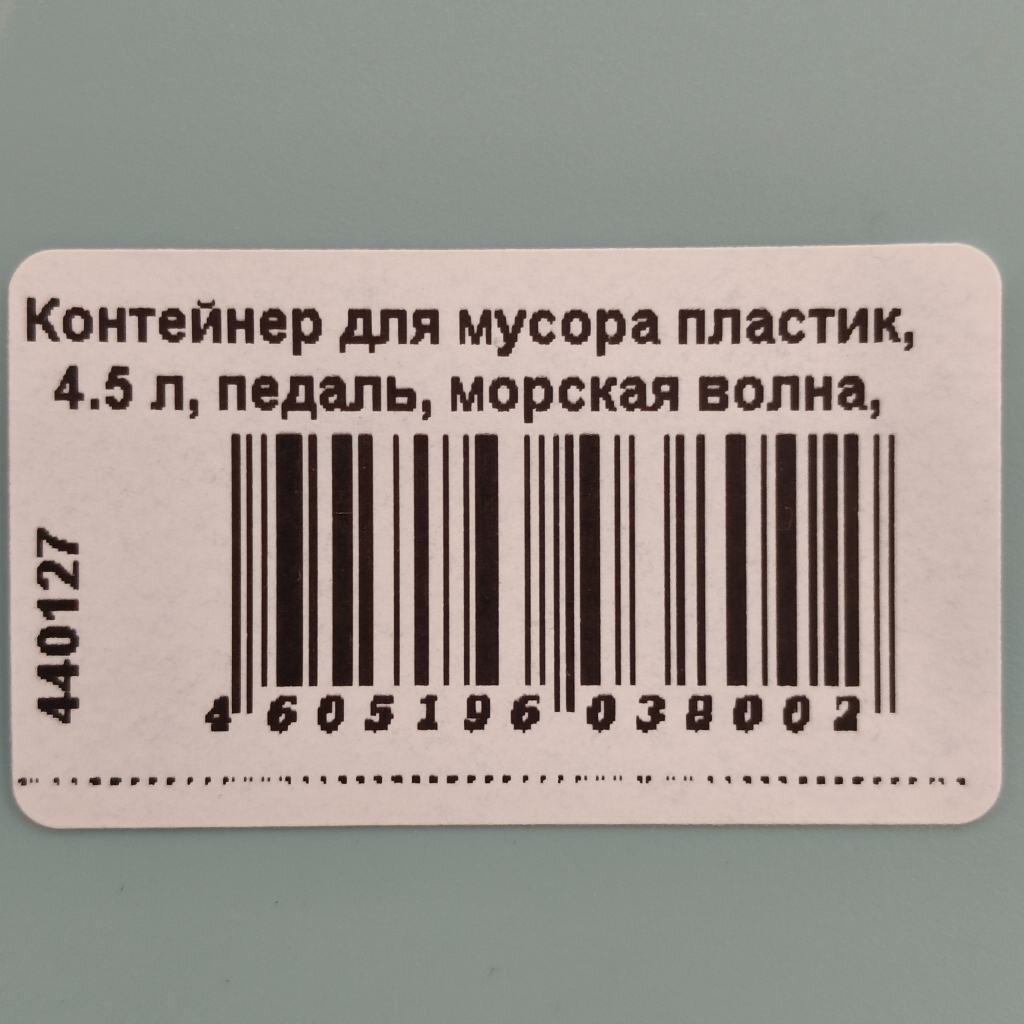 Контейнер для мусора пластик,
4.5 л, педаль, морская волна,
440127
4 605196 038002